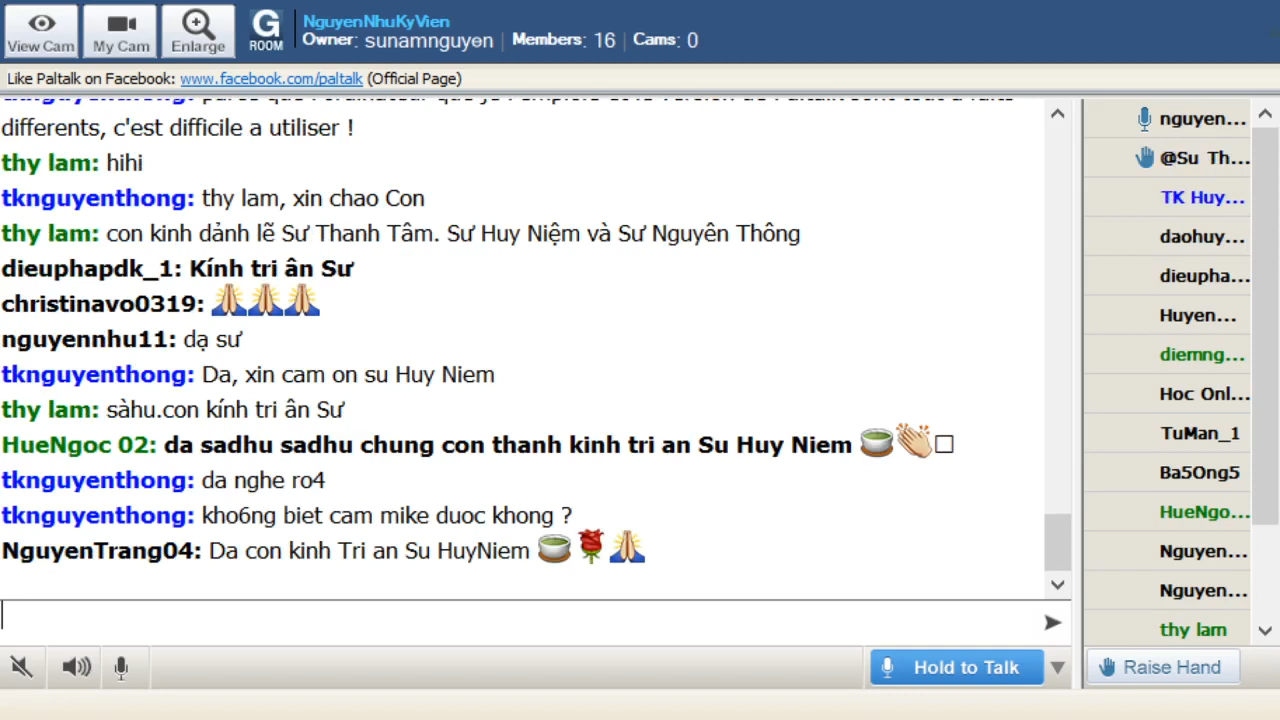 View Cam
My Cam
Enlarge
G
ROOM
NguyenNhuKyVien
Owner: sunamnguyen | Members: 16 | Cams: 0
Like Paltalk on Facebook: www.facebook.com/paltalk (Official Page)
differents, c'est difficile a utiliser !
thy lam: hihi
tknguyenthong: thy lam, xin chao Con
thy lam: con kinh dảnh lẽ Sư Thanh Tâm. Sư Huy Niệm và Sư Nguyên Thông
dieuphapdk_1: Kính tri ân Sư
christinavo0319: 🙏🙏🙏
nguyennhu11: dạ sư
tknguyenthong: Da, xin cam on su Huy Niem
thy lam: sàhu.con kính tri ân Sư
HueNgoc 02: da sadhu sadhu chung con thanh kinh tri an Su Huy Niem 🍵👏□
tknguyenthong: da nghe ro4
tknguyenthong: kho6ng biet cam mike duoc khong ?
NguyenTrang04: Da con kinh Tri an Su HuyNiem 🍵🌹🙏
Hold to Talk
nguyen...
@Su Th...
TK Huy...
daohuy...
dieupha...
Huyen...
diemng...
Hoc Onl...
TuMan_1
Ba5Ong5
HueNgo...
Nguyen...
Nguyen...
thy lam
Raise Hand